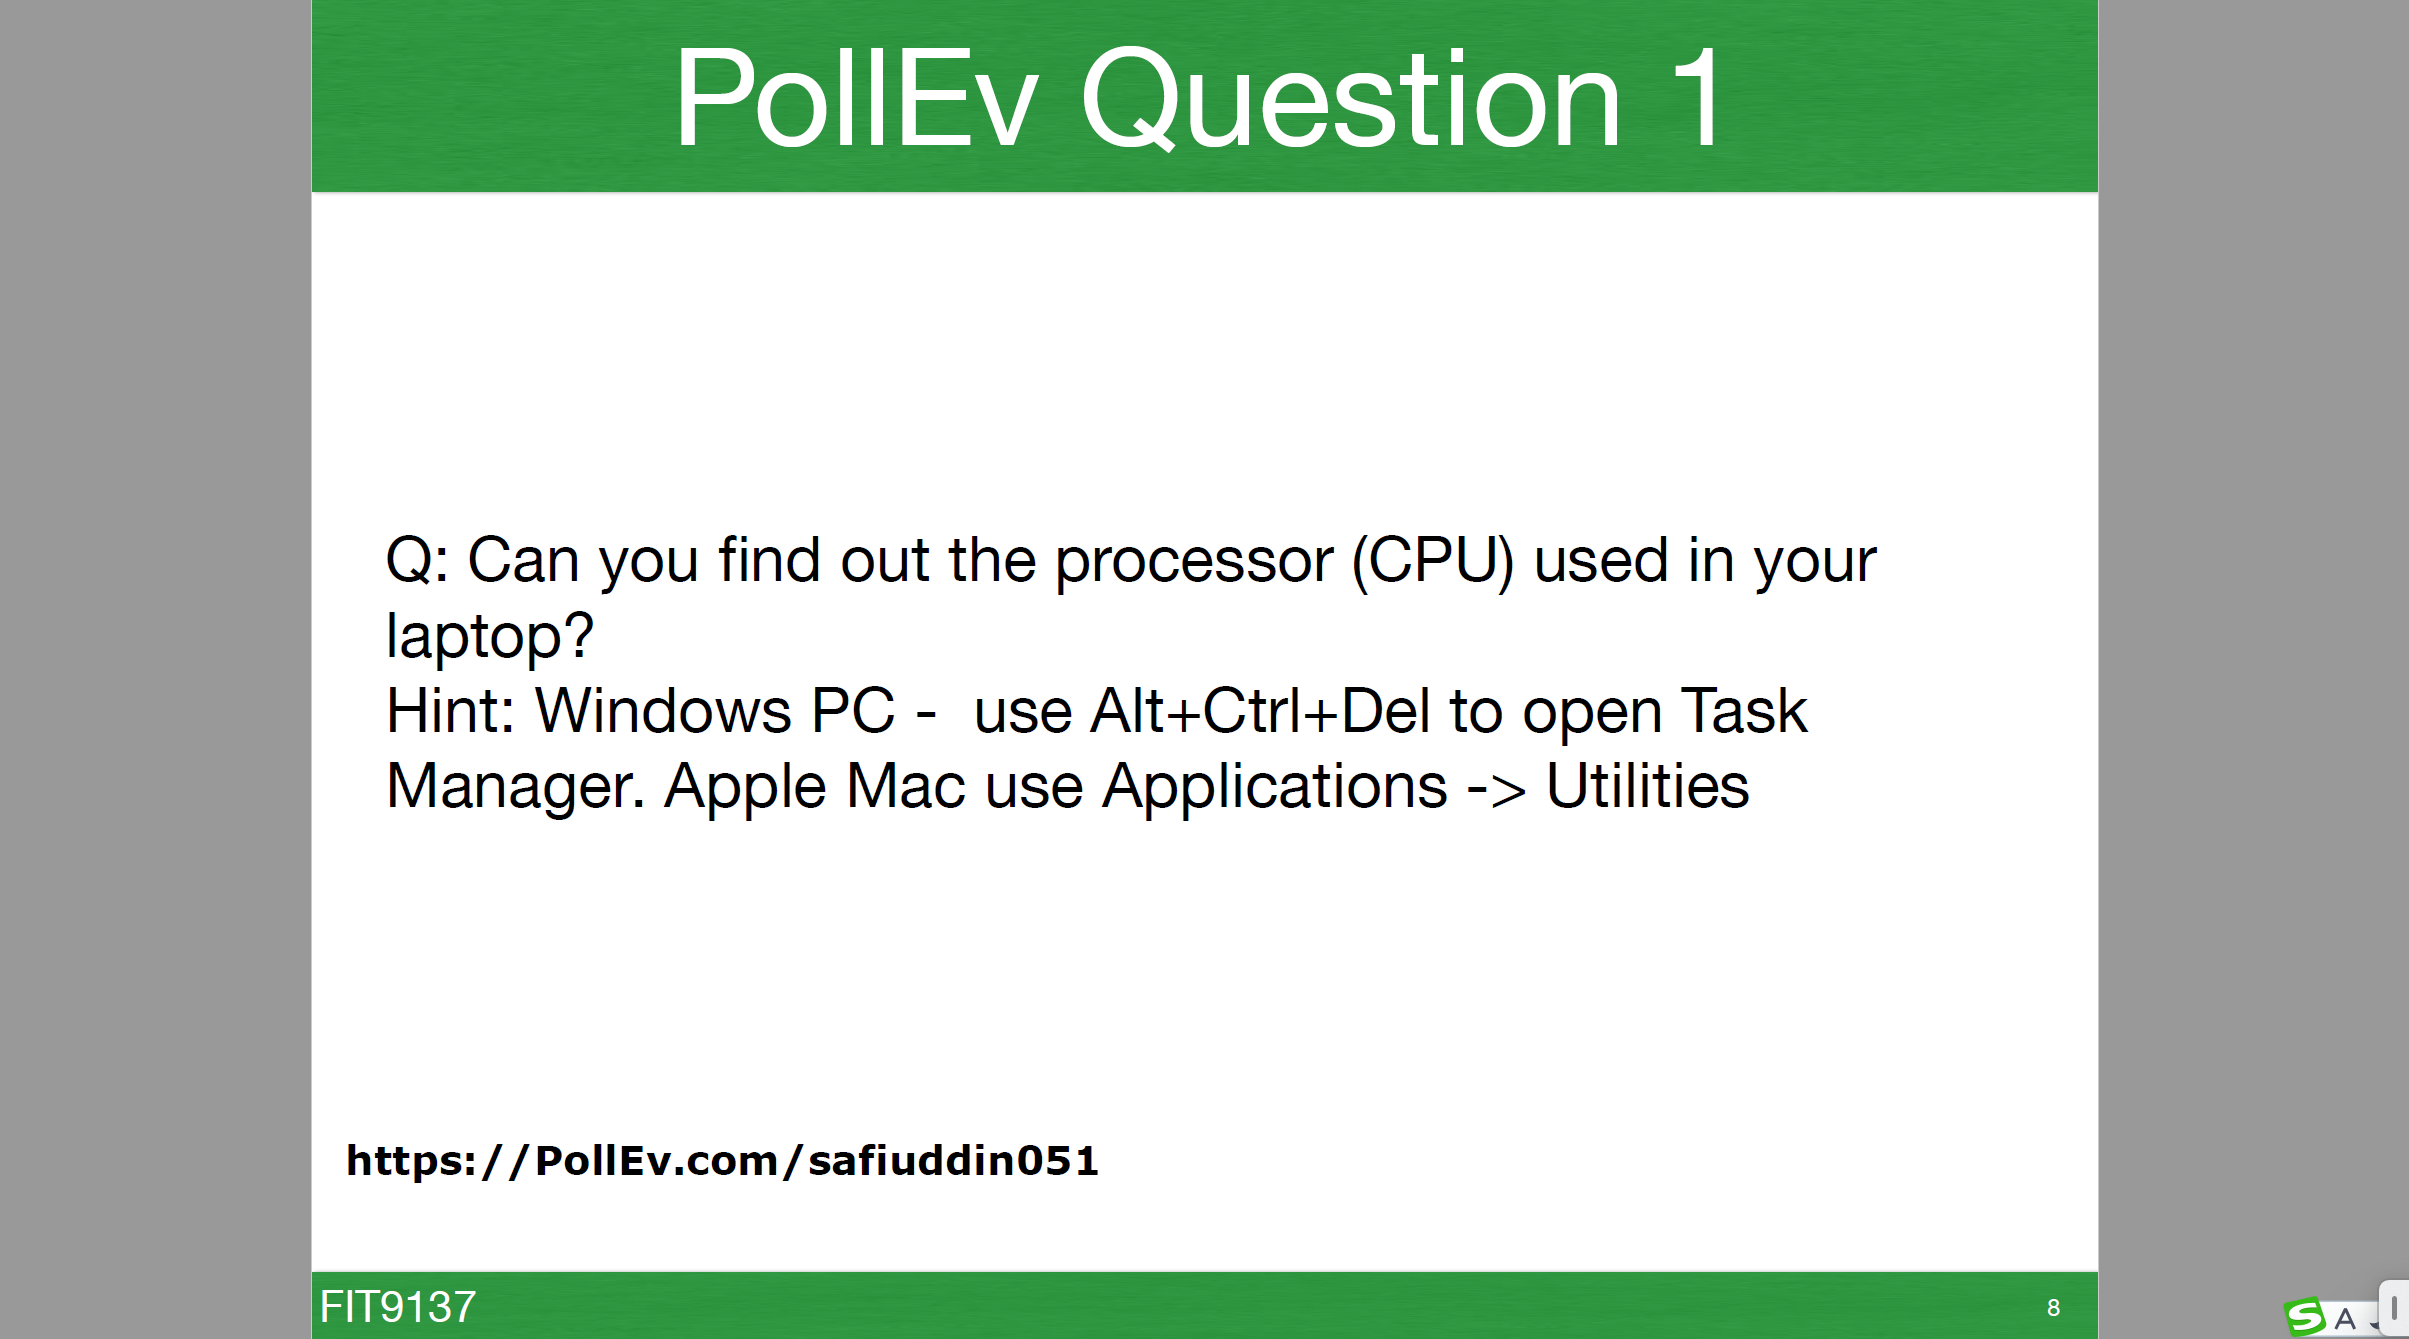 PollEv Question 1
Q: Can you find out the processor (CPU) used in your
laptop?
Hint: Windows PC -  use Alt+Ctrl+Del to open Task
Manager. Apple Mac use Applications -> Utilities
https://PollEv.com/safiuddin051
FIT9137
8
S A